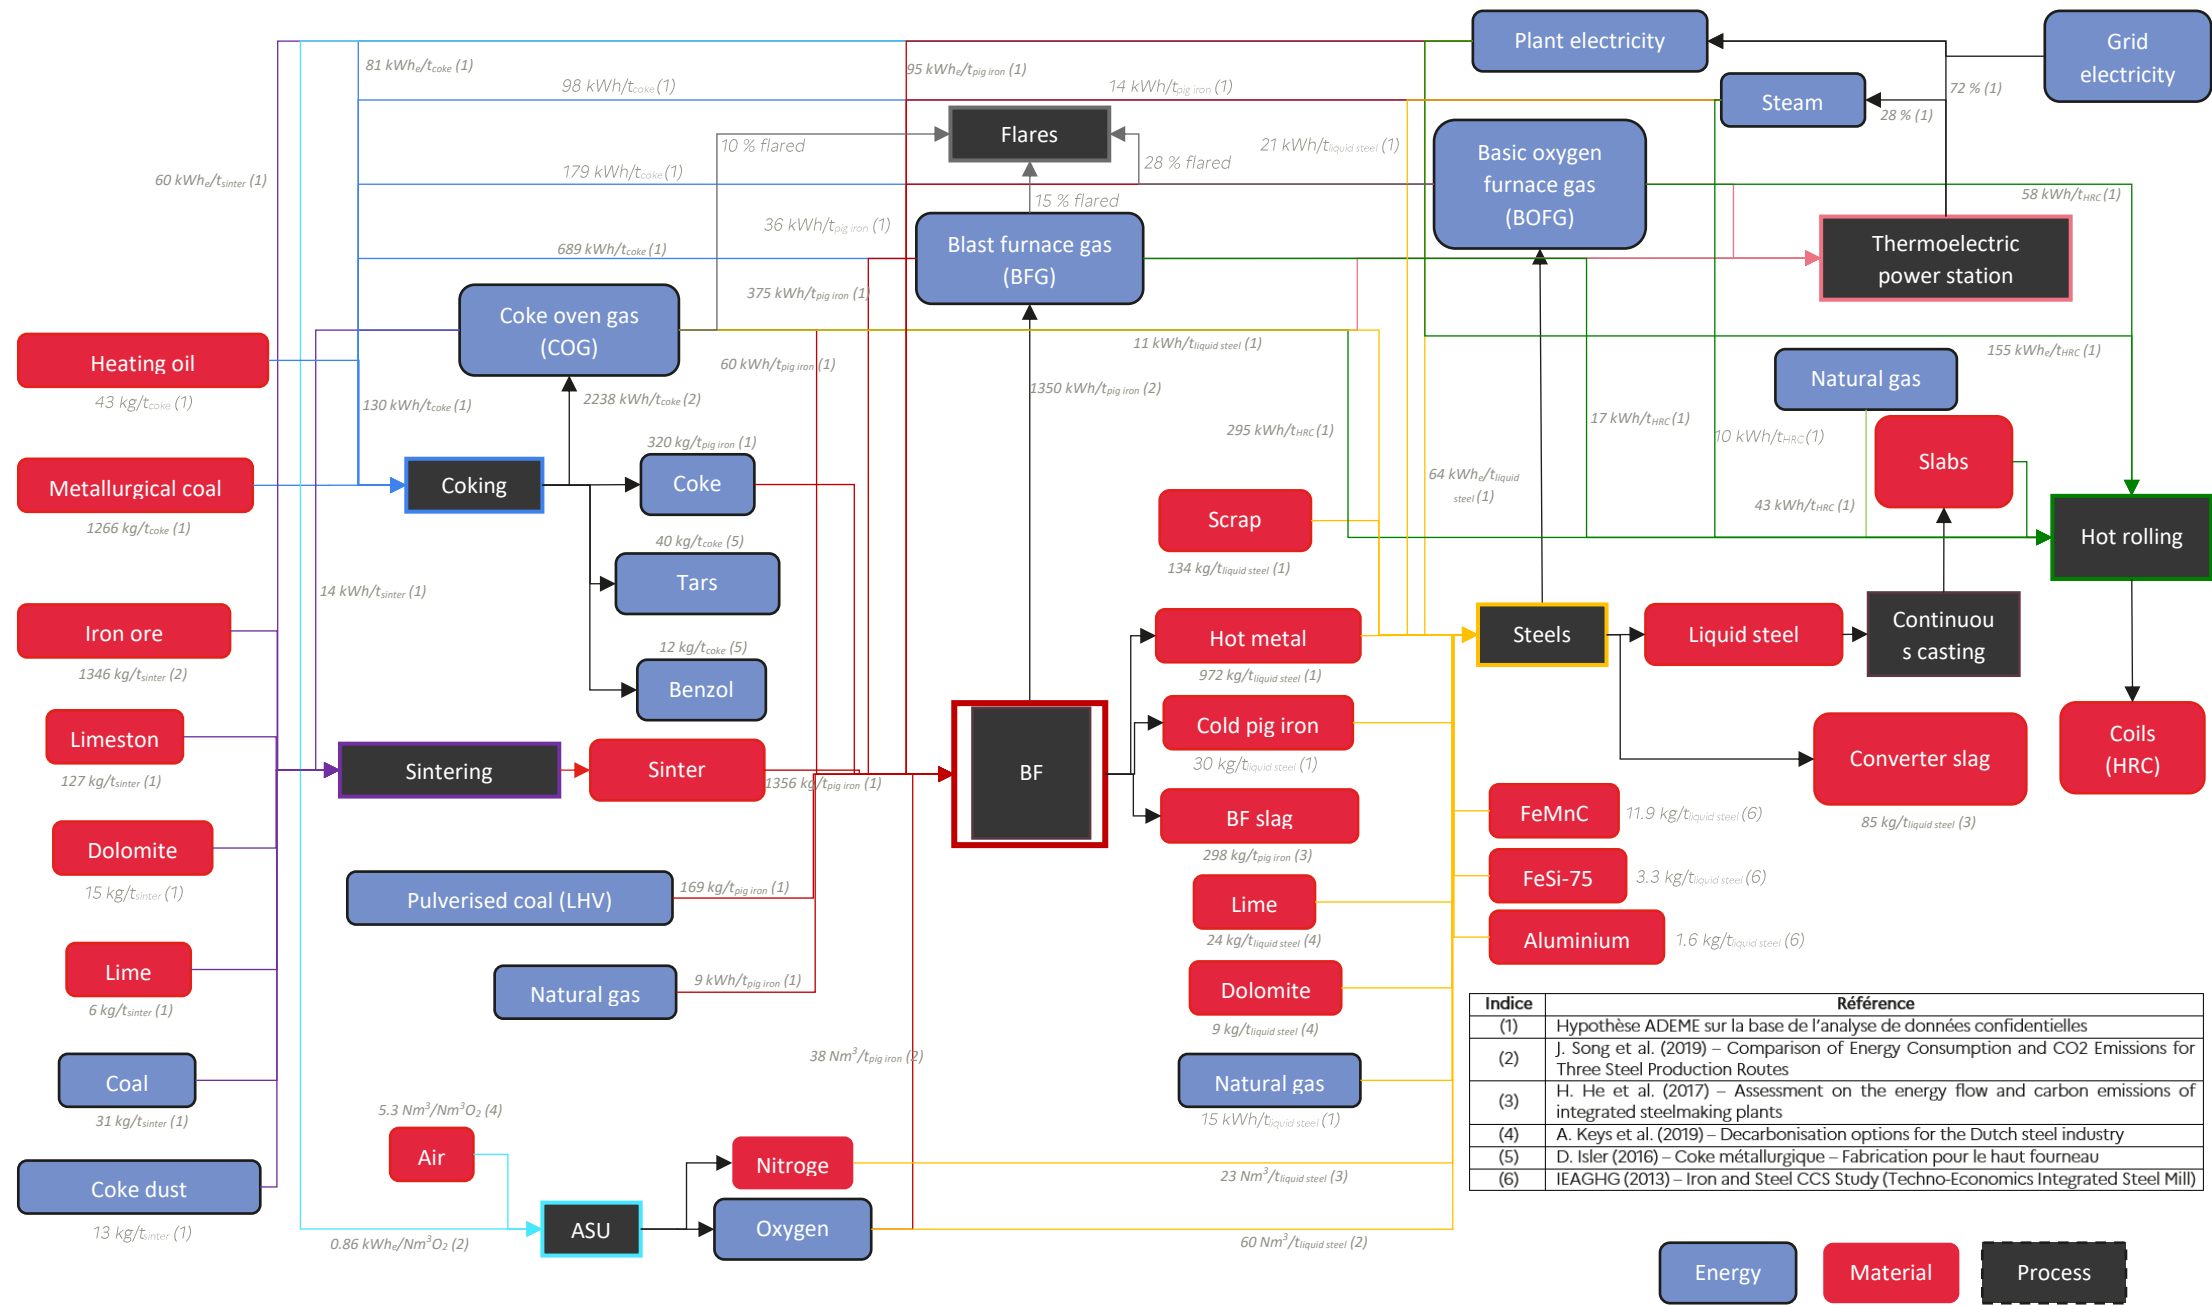 Plant electricity
Grid
electricity
81 kWhe/tcoke (1)
95 kWhe/tpig iron (1)
98 kWh/tcoke (1)
14 kWh/tpig iron (1)
Steam
72 % (1)
28 % (1)
Flares
10 % flared
28 % flared
21 kWh/tliquid steel (1)
Basic oxygen
furnace gas
(BOFG)
60 kWhe/tsinter (1)
179 kWh/tcoke (1)
15 % flared
58 kWh/tHRC (1)
36 kWh/tpig iron (1)
Blast furnace gas
(BFG)
Thermoelectric
power station
689 kWh/tcoke (1)
375 kWh/tpig iron (1)
Coke oven gas
(COG)
11 kWh/tliquid steel (1)
155 kWhe/tHRC (1)
Heating oil
43 kg/tcoke (1)
60 kWh/tpig iron (1)
Natural gas
130 kWh/tcoke (1)
2238 kWh/tcoke (2)
1350 kWh/tpig iron (2)
295 kWh/tHRC (1)
17 kWh/tHRC (1)
10 kWh/tHRC (1)
320 kg/tpig iron (1)
Metallurgical coal
1266 kg/tcoke (1)
Coking
Coke
Slabs
64 kWhe/tliquid
steel (1)
43 kWh/tHRC (1)
Scrap
134 kg/tliquid steel (1)
Hot rolling
40 kg/tcoke (5)
Tars
14 kWh/tsinter (1)
Iron ore
1346 kg/tsinter (2)
12 kg/tcoke (5)
Benzol
Hot metal
972 kg/tliquid steel (1)
Steels
Liquid steel
Continuou
s casting
Limeston
127 kg/tsinter (1)
Cold pig iron
30 kg/tliquid steel (1)
Sintering
Sinter
1356 kg/tpig iron (1)
BF
Converter slag
85 kg/tliquid steel (3)
Coils
(HRC)
Dolomite
15 kg/tsinter (1)
BF slag
298 kg/tpig iron (3)
FeMnC
11.9 kg/tliquid steel (6)
Pulverised coal (LHV)
169 kg/tpig iron (1)
FeSi-75
3.3 kg/tliquid steel (6)
Lime
24 kg/tliquid steel (4)
Aluminium
1.6 kg/tliquid steel (6)
Lime
6 kg/tsinter (1)
Natural gas
9 kWh/tpig iron (1)
Dolomite
9 kg/tliquid steel (4)
38 Nm³/tpig iron (2)
Coal
31 kg/tsinter (1)
Natural gas
15 kWh/tliquid steel (1)
5.3 Nm³/Nm³O2 (4)
Air
Nitroge
23 Nm³/tliquid steel (3)
Coke dust
13 kg/tsinter (1)
0.86 kWhe/Nm³O2 (2)
ASU
Oxygen
60 Nm³/tliquid steel (2)
Indice Référence
(1) Hypothèse ADEME sur la base de l'analyse de données confidentielles
(2) J. Song et al. (2019) – Comparison of Energy Consumption and CO2 Emissions for
Three Steel Production Routes
(3) H. He et al. (2017) – Assessment on the energy flow and carbon emissions of
integrated steelmaking plants
(4) A. Keys et al. (2019) – Decarbonisation options for the Dutch steel industry
(5) D. Isler (2016) – Coke métallurgique – Fabrication pour le haut fourneau
(6) IEAGHG (2013) – Iron and Steel CCS Study (Techno-Economics Integrated Steel Mill)
Energy
Material
Process